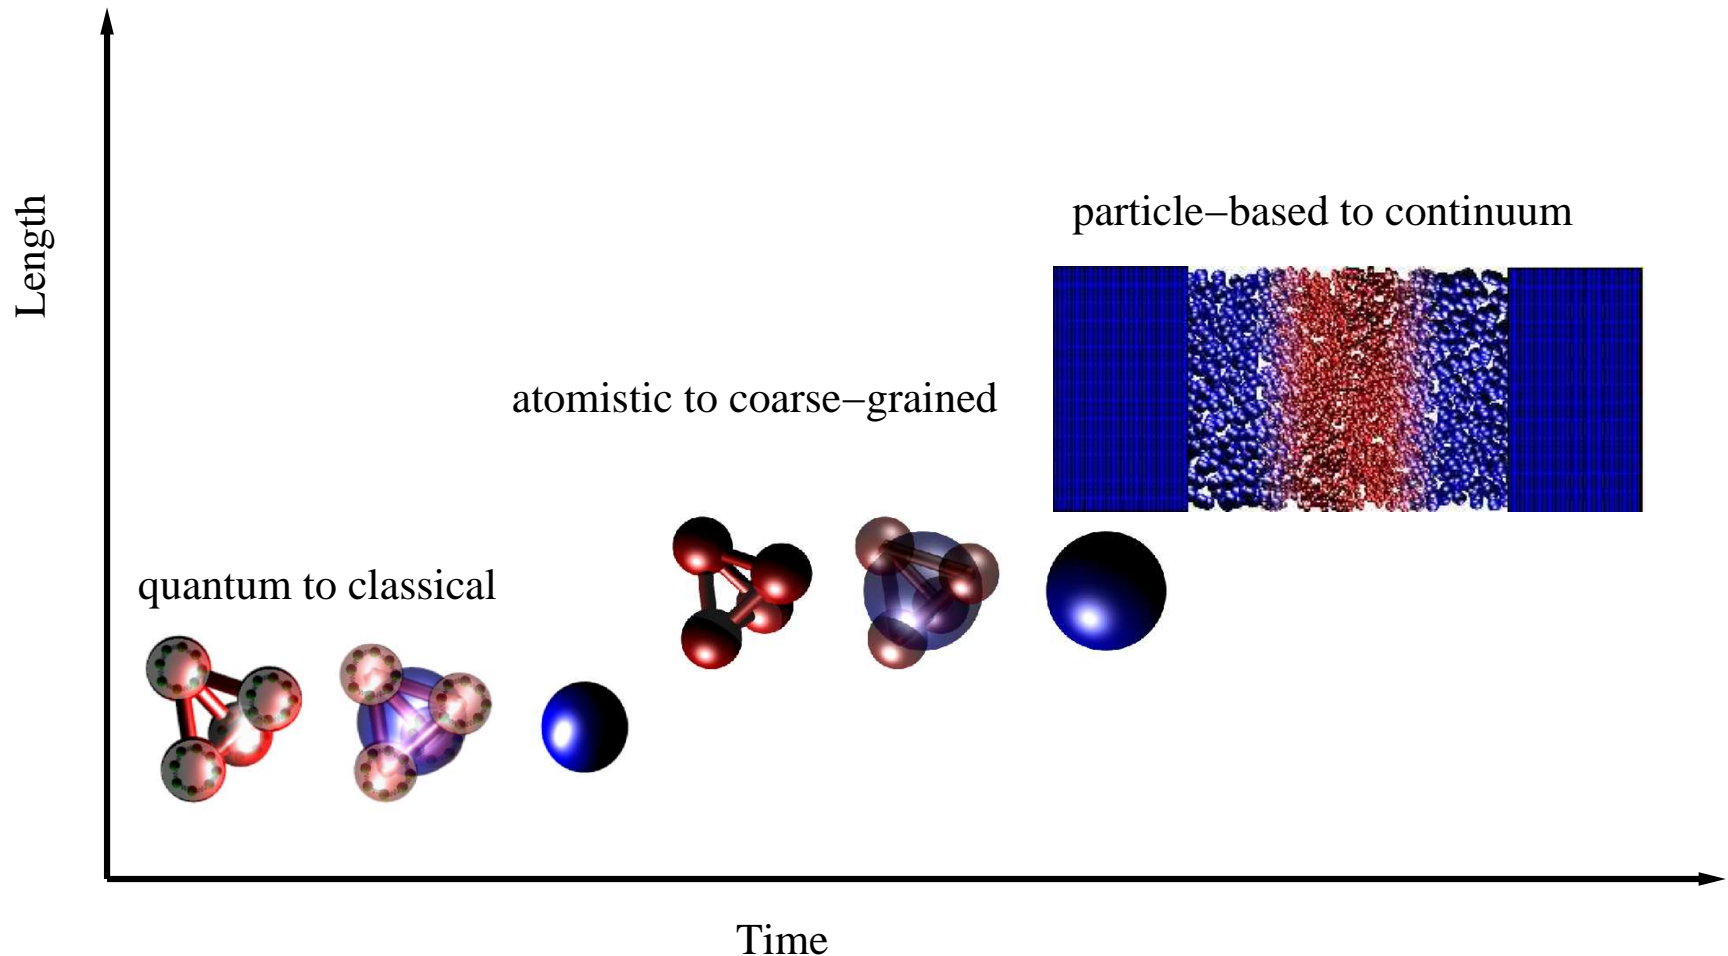 particle−based to continuum
Length
atomistic to coarse−grained
quantum to classical
Time